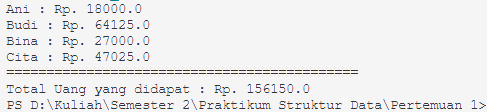 Ani : Rp. 18000.0
Budi : Rp. 64125.0
Bina : Rp. 27000.0
Cita : Rp. 47025.0
============================================
Total Uang yang didapat : Rp. 156150.0
PS D:\Kuliah\Semester 2\Praktikum Struktur Data\Pertemuan 1>